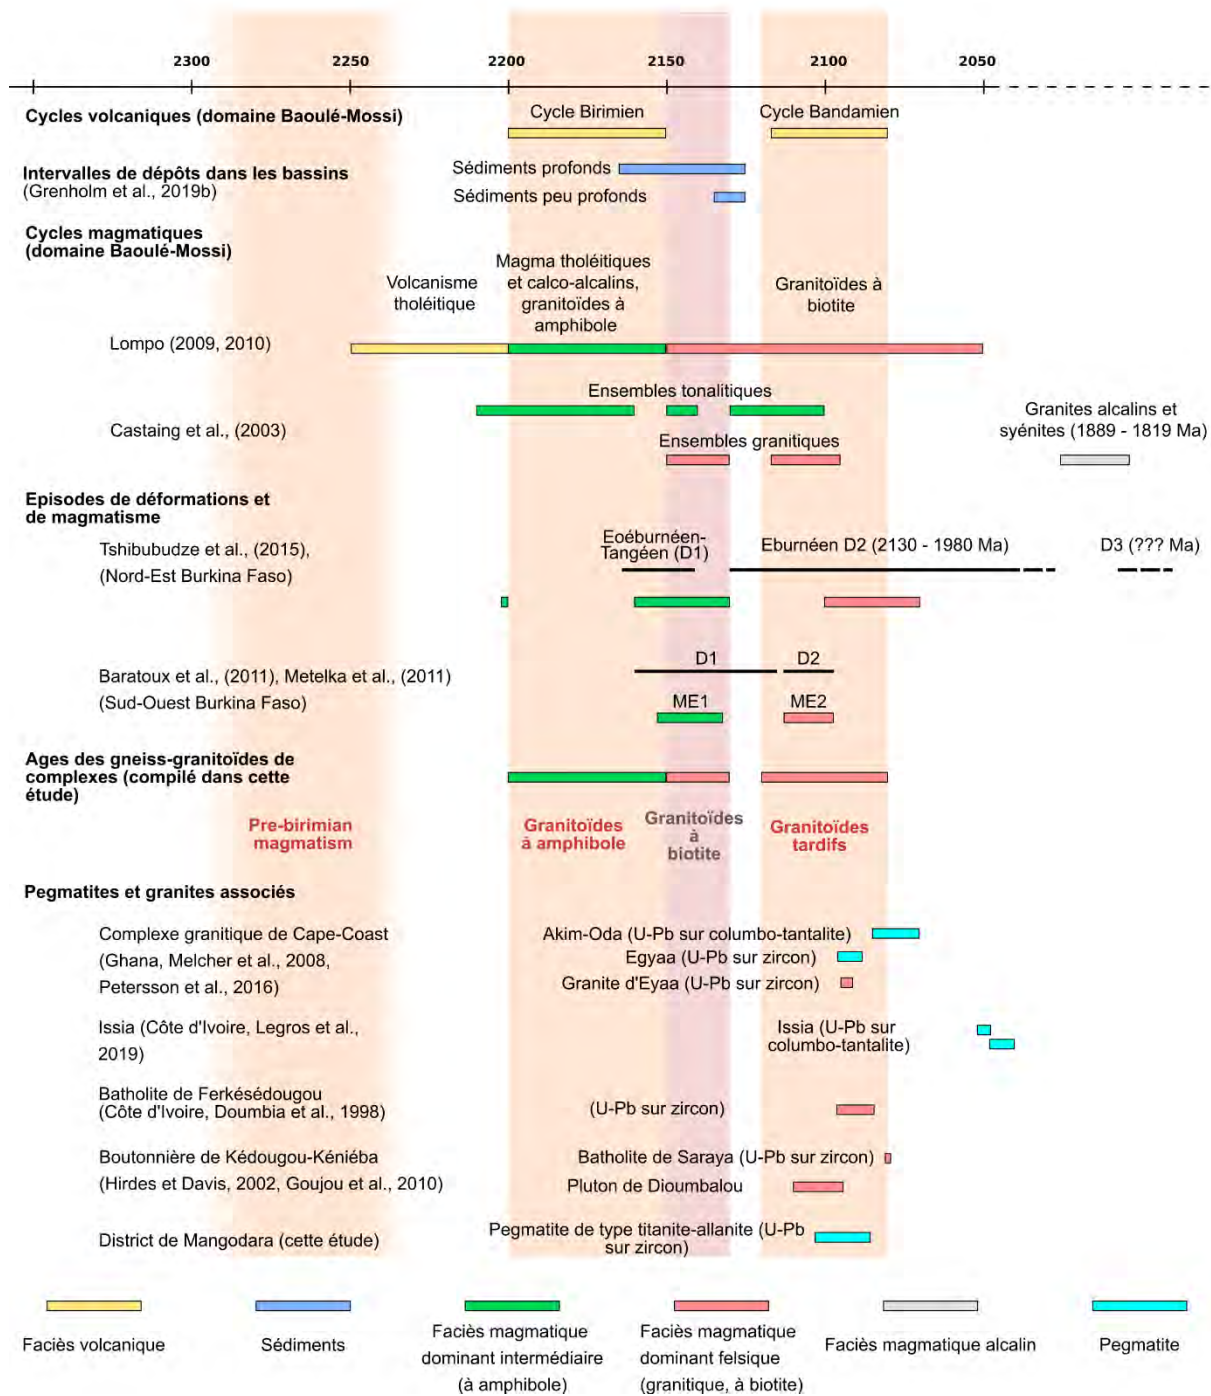 2300 2250 2200 2150 2100 2050
Cycles volcaniques (domaine Baoulé-Mossi)
Cycle Birimien
Cycle Bandamien
Intervalles de dépôts dans les bassins
(Grenholm et al., 2019b)
Sédiments profonds
Sédiments peu profonds
Cycles magmatiques
(domaine Baoulé-Mossi)
Volcanisme
tholéitique
Magma tholéitiques
et calco-alcalins,
granitoïdes à
amphibole
Granitoïdes à
biotite
Lompo (2009, 2010)
Ensembles tonalitiques
Castaing et al., (2003)
Ensembles granitiques
Granites alcalins et
syénites (1889 - 1819 Ma)
Episodes de déformations et
de magmatisme
Tshibubudze et al., (2015),
(Nord-Est Burkina Faso)
Eoéburnéen-
Tangéen (D1)
Eburnéen D2 (2130 - 1980 Ma)
D3 (??? Ma)
Baratoux et al., (2011), Metelka et al., (2011)
(Sud-Ouest Burkina Faso)
D1
D2
ME1
ME2
Ages des gneiss-granitoïdes de
complexes (compilé dans cette
étude)
Pre-birimian
magmatism
Granitoïdes
à amphibole
Granitoïdes
à
biotite
Granitoïdes
tardifs
Pegmatites et granites associés
Complexe granitique de Cape-Coast
(Ghana, Melcher et al., 2008,
Petersson et al., 2016)
Akim-Oda (U-Pb sur columbo-tantalite)
Egyaa (U-Pb sur zircon)
Granite d'Eyaa (U-Pb sur zircon)
Issia (Côte d'Ivoire, Legros et al.,
2019)
Issia (U-Pb sur
columbo-tantalite)
Batholite de Ferkésédougou
(Côte d'Ivoire, Doumbia et al., 1998)
(U-Pb sur zircon)
Boutonnière de Kédougou-Kéniéba
(Hirdes et Davis, 2002, Goujou et al., 2010)
Batholite de Saraya (U-Pb sur zircon)
Pluton de Dioumbalou
District de Mangodara (cette étude)
Pegmatite de type titanite-allanite (U-Pb
sur zircon)
Faciès volcanique
Sédiments
Faciès magmatique
dominant intermédiaire
(à amphibole)
Faciès magmatique
dominant felsique
(granitique, à biotite)
Faciès magmatique alcalin
Pegmatite